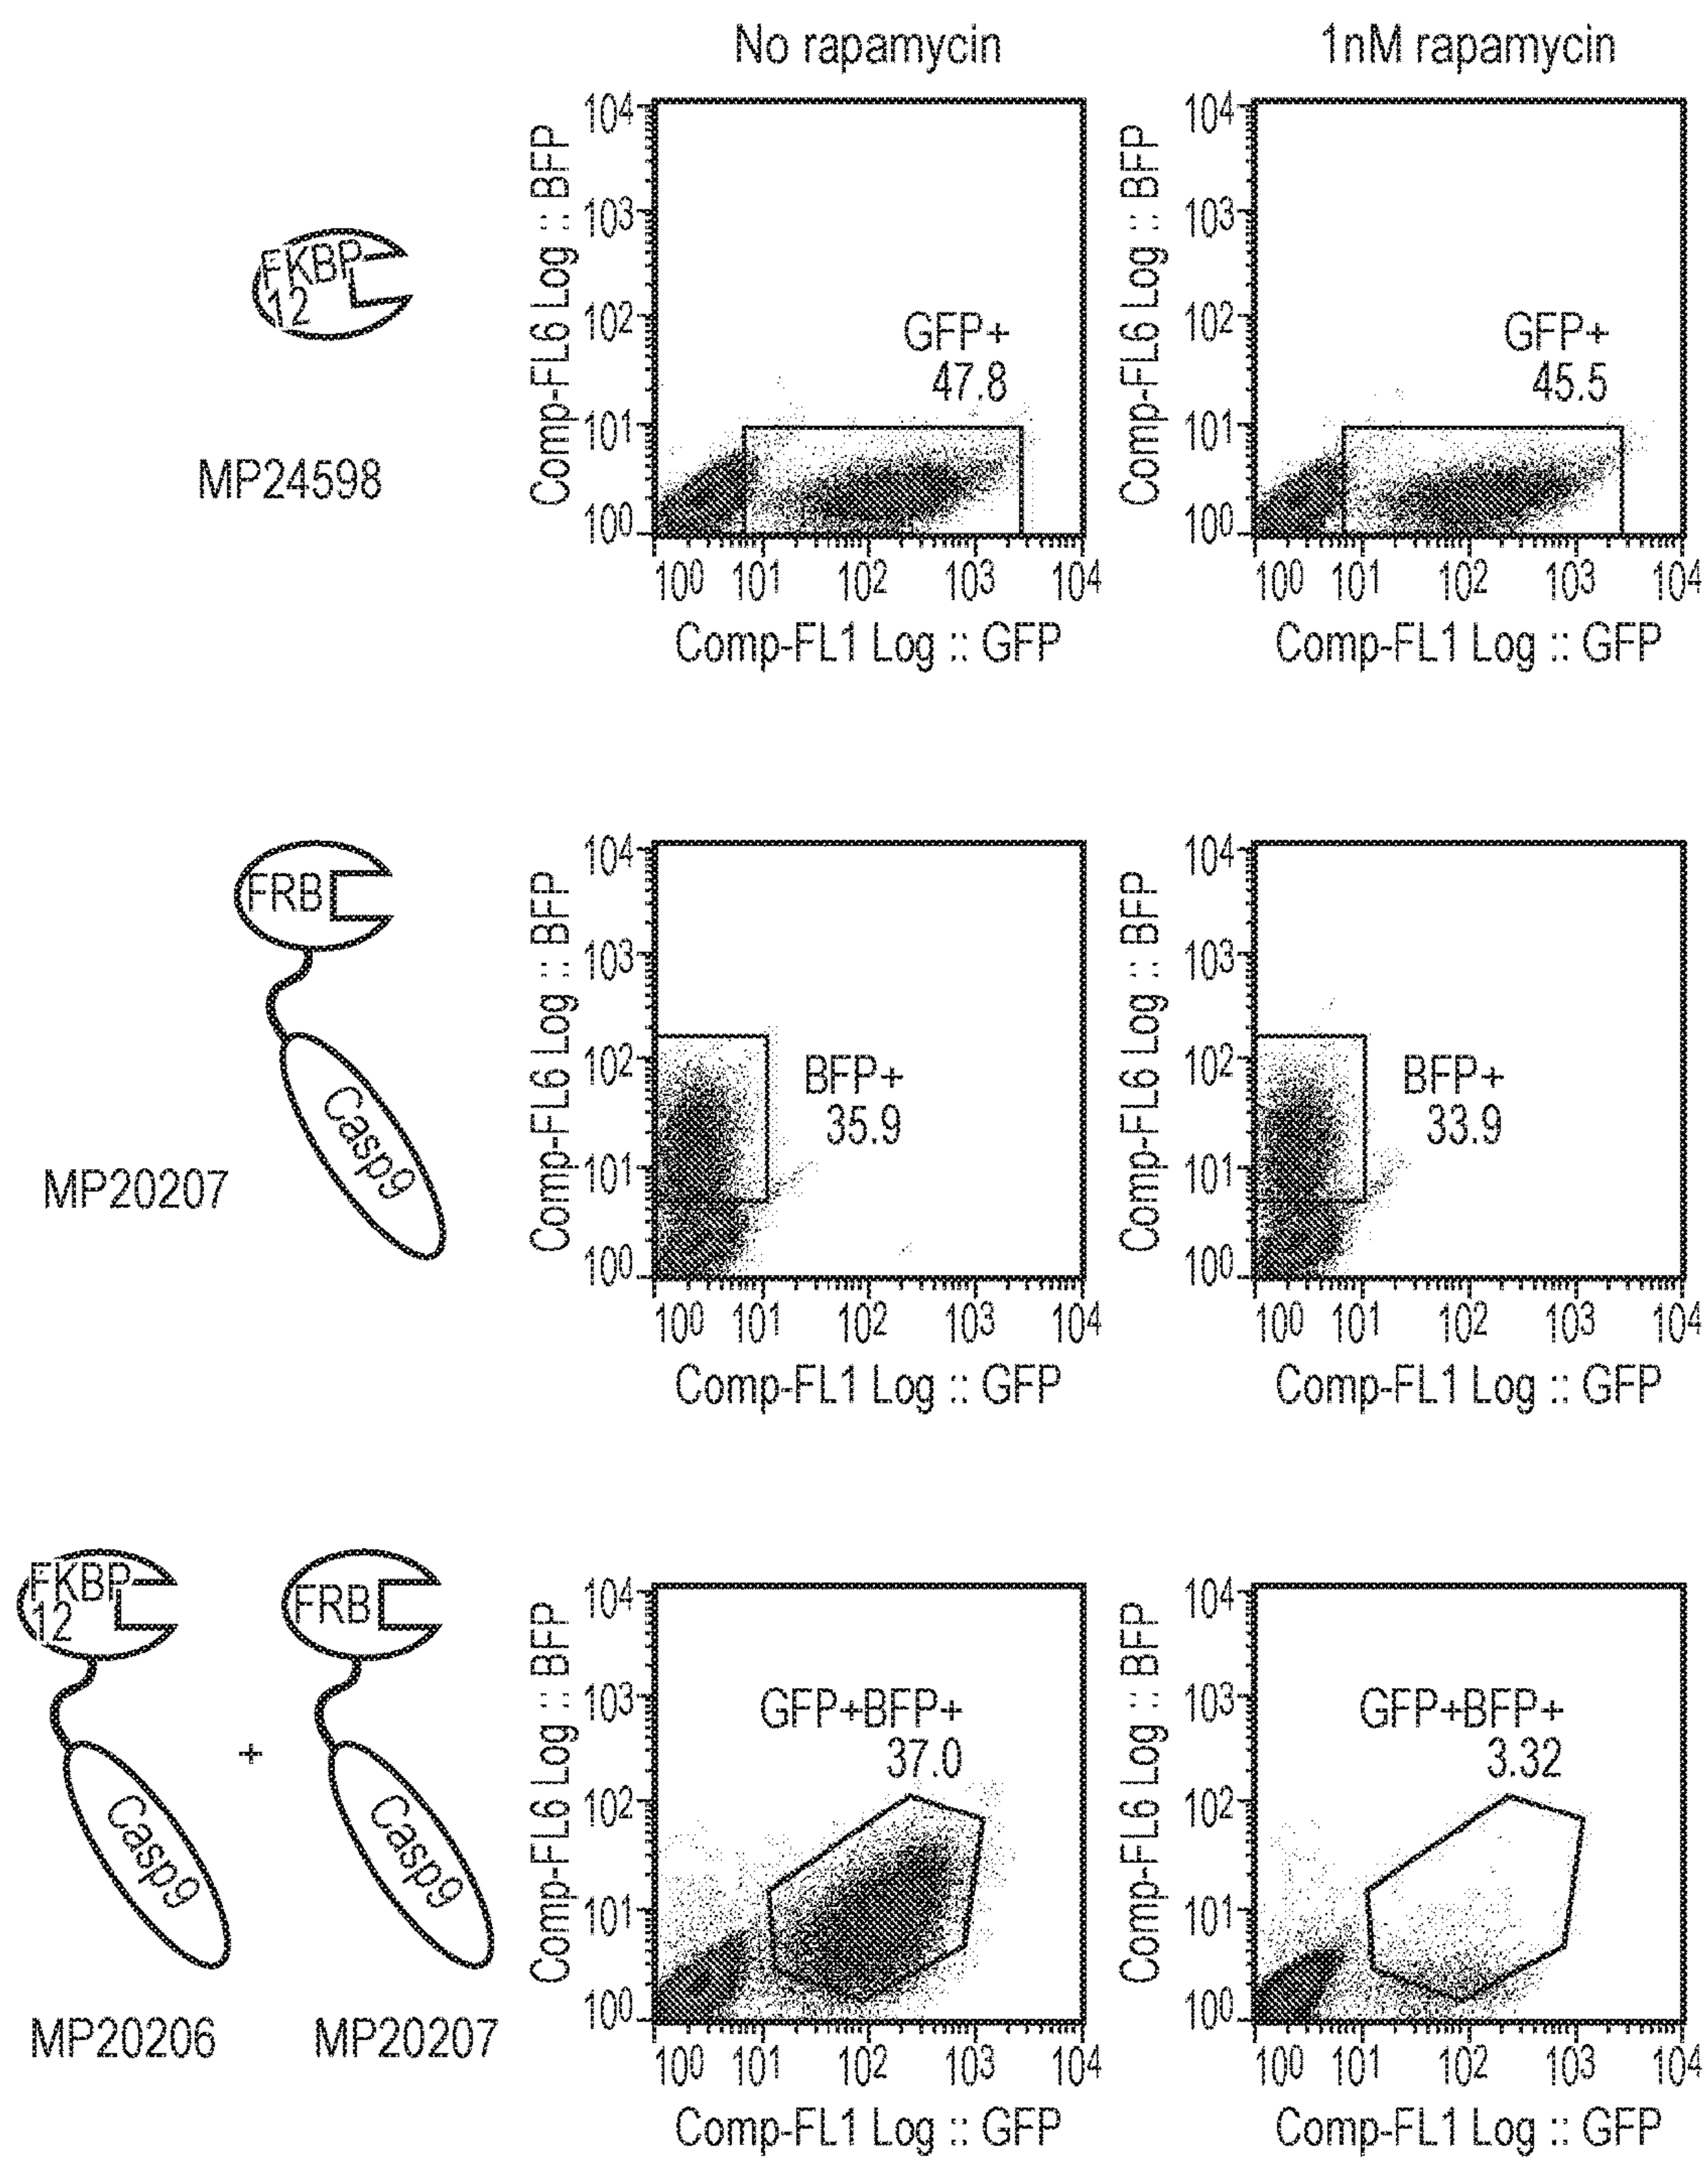 No rapamycin
1nM rapamycin
FKBP
12
MP24598
Comp-FL6 Log :: BFP
104
103
102
101
100
GFP+
47.8
100 101 102 103 104
Comp-FL1 Log :: GFP
Comp-FL6 Log :: BFP
104
103
102
101
100
GFP+
45.5
100 101 102 103 104
Comp-FL1 Log :: GFP
FRB
Casp9
MP20207
Comp-FL6 Log :: BFP
104
103
102
101
100
BFP+
35.9
100 101 102 103 104
Comp-FL1 Log :: GFP
Comp-FL6 Log :: BFP
104
103
102
101
100
BFP+
33.9
100 101 102 103 104
Comp-FL1 Log :: GFP
FKBP
12
Casp9
+
FRB
Casp9
MP20206
MP20207
Comp-FL6 Log :: BFP
104
103
102
101
100
GFP+BFP+
37.0
100 101 102 103 104
Comp-FL1 Log :: GFP
Comp-FL6 Log :: BFP
104
103
102
101
100
GFP+BFP+
3.32
100 101 102 103 104
Comp-FL1 Log :: GFP